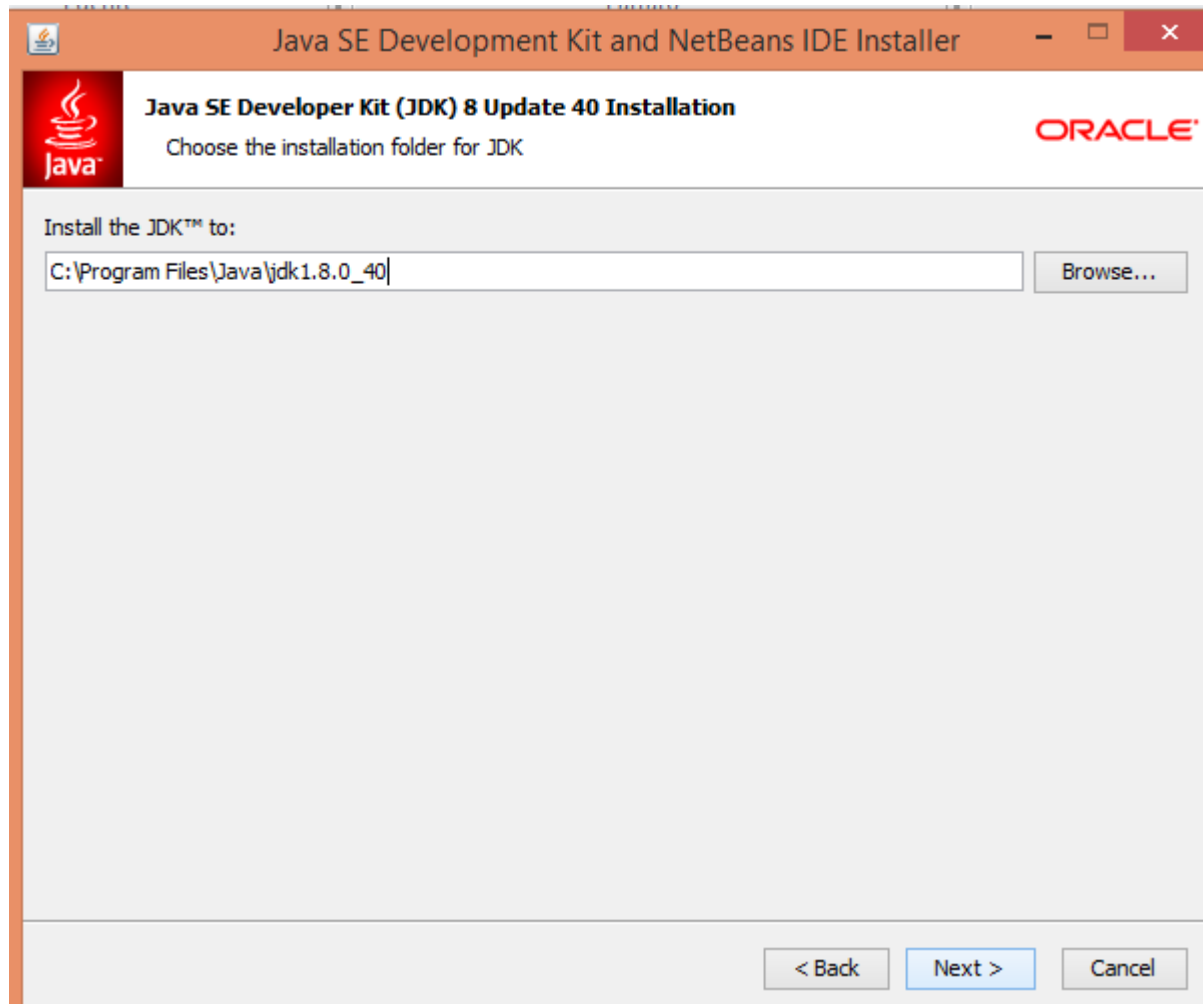 Java SE Development Kit and NetBeans IDE Installer
Java SE Developer Kit (JDK) 8 Update 40 Installation
Choose the installation folder for JDK
Java™
ORACLE®
Install the JDK™ to:
C:\Program Files\Java\jdk1.8.0_40
Browse...
< Back
Next >
Cancel